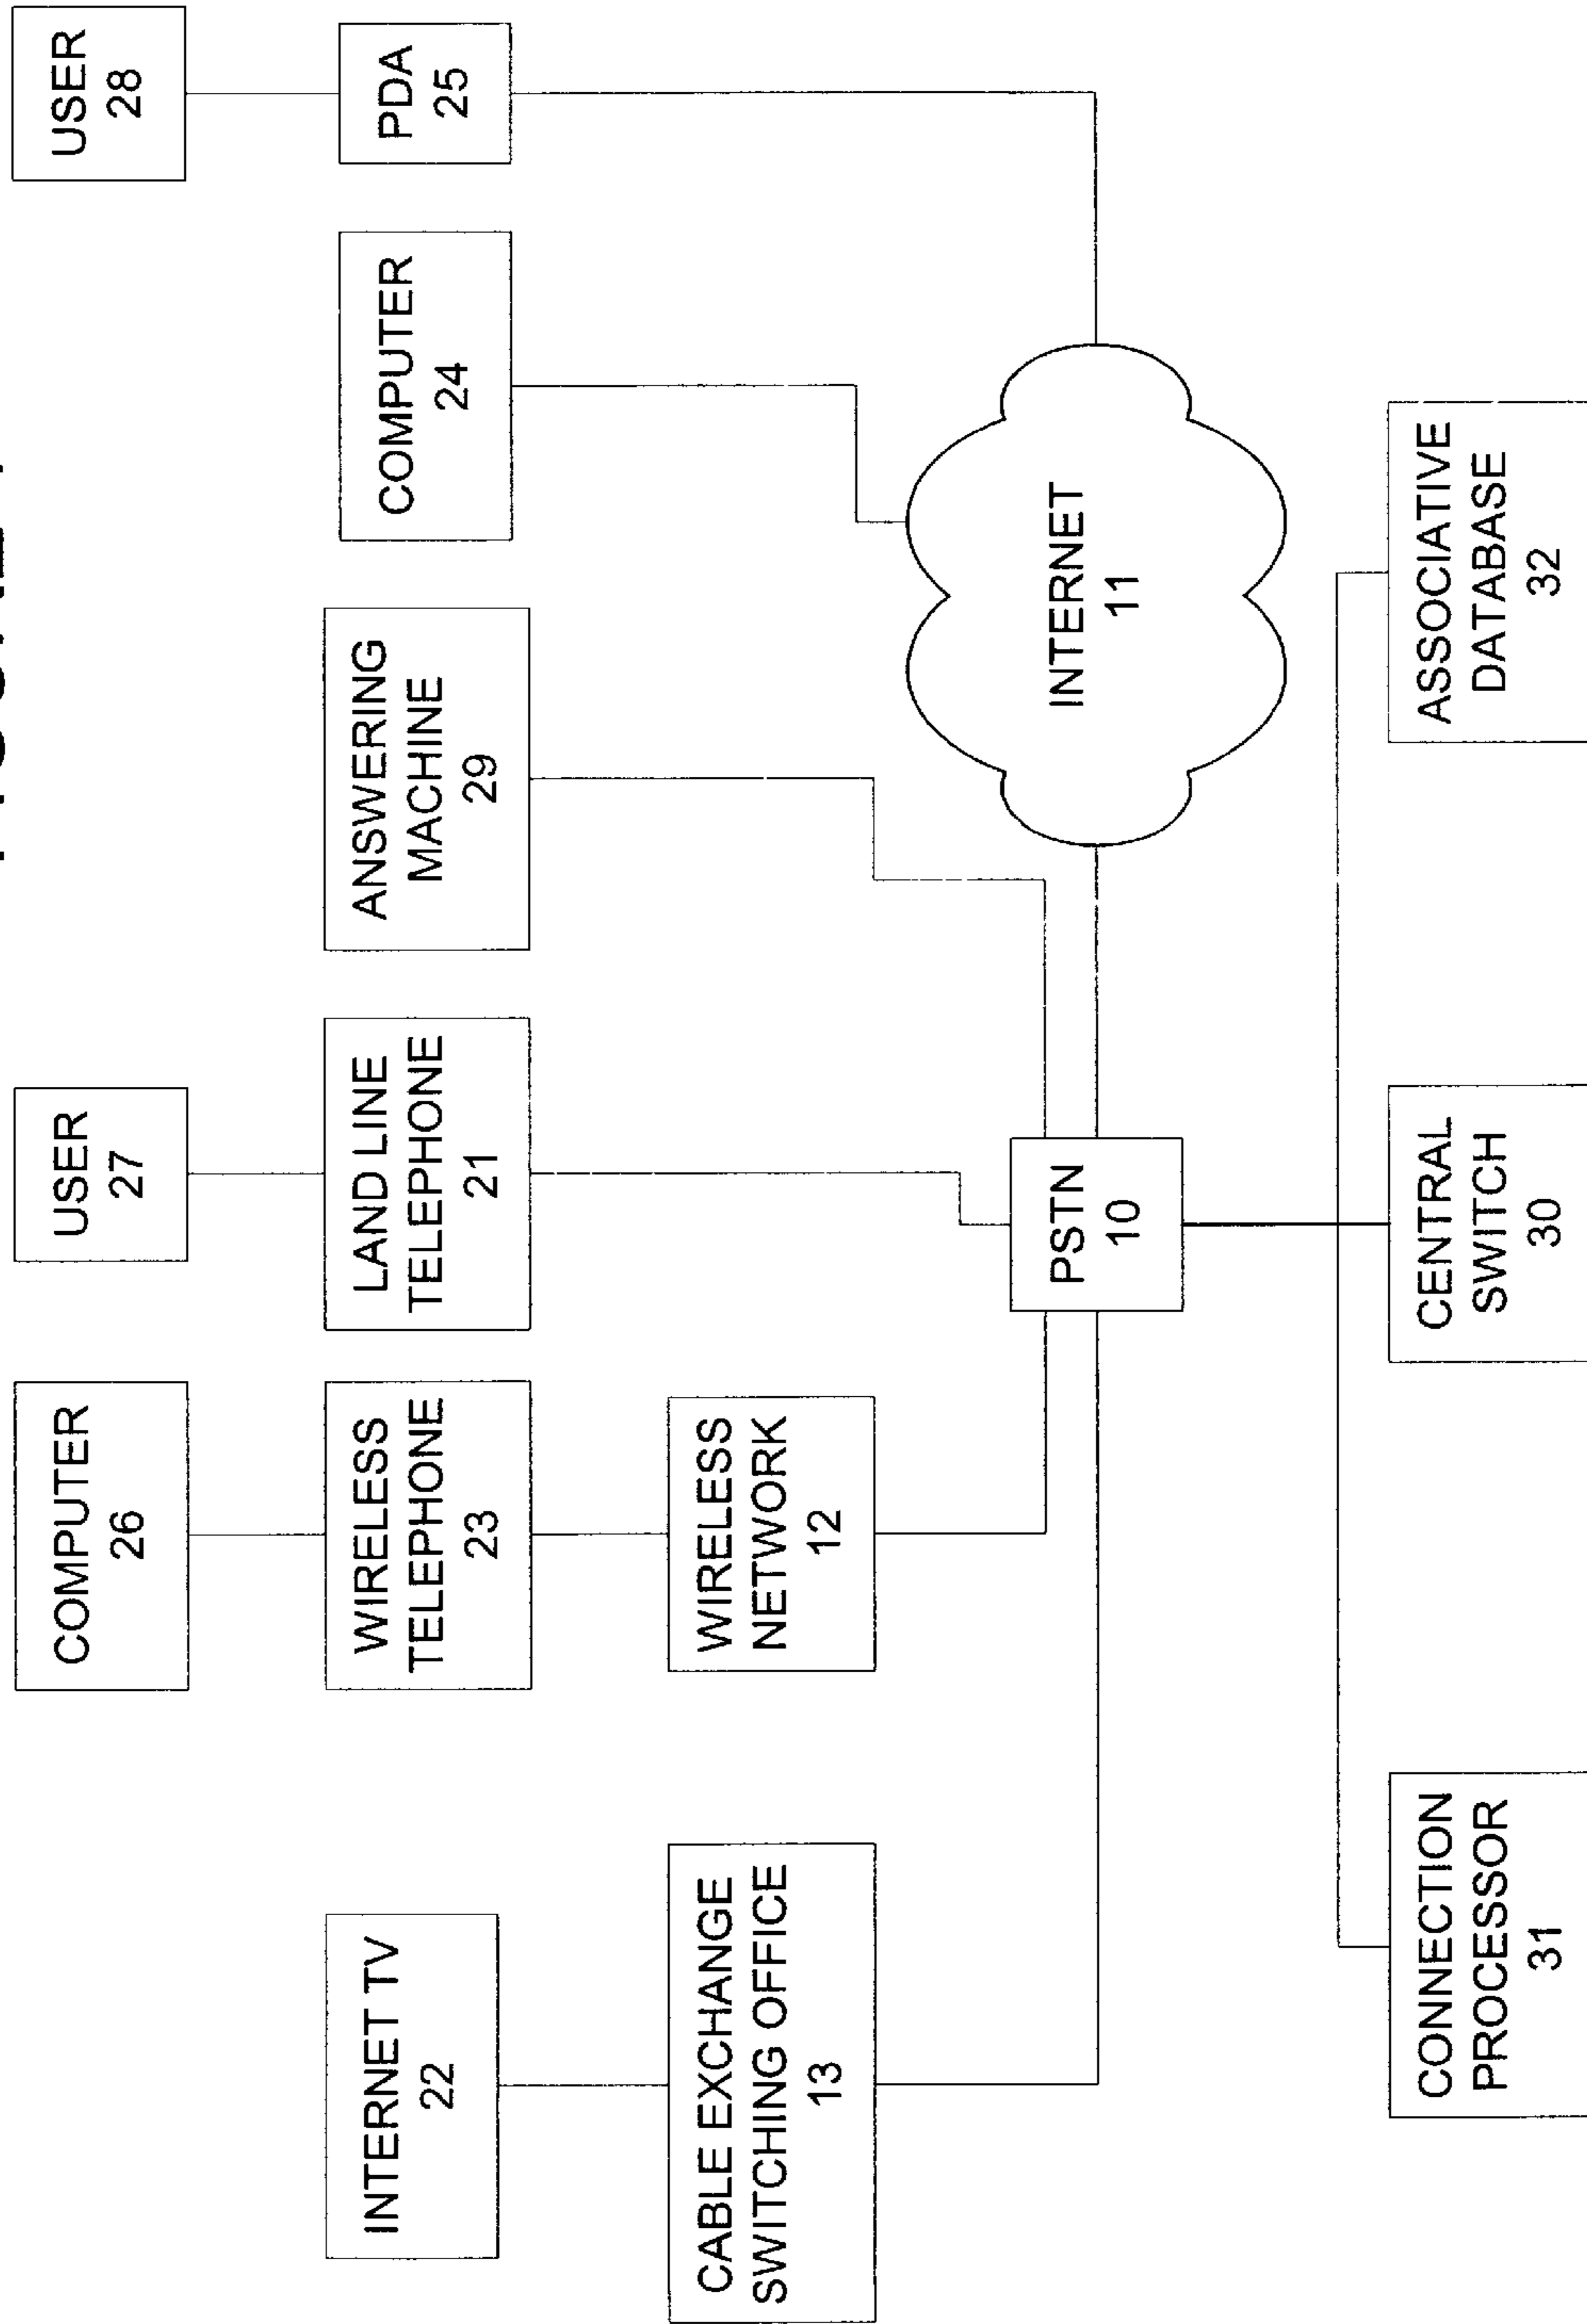 COMPUTER
26
USER
27
USER
28
INTERNET TV
22
WIRELESS
TELEPHONE
23
LAND LINE
TELEPHONE
21
ANSWERING
MACHINE
29
COMPUTER
24
PDA
25
CABLE EXCHANGE
SWITCHING OFFICE
13
WIRELESS
NETWORK
12
PSTN
10
INTERNET
11
CONNECTION
PROCESSOR
31
CENTRAL
SWITCH
30
ASSOCIATIVE
DATABASE
32